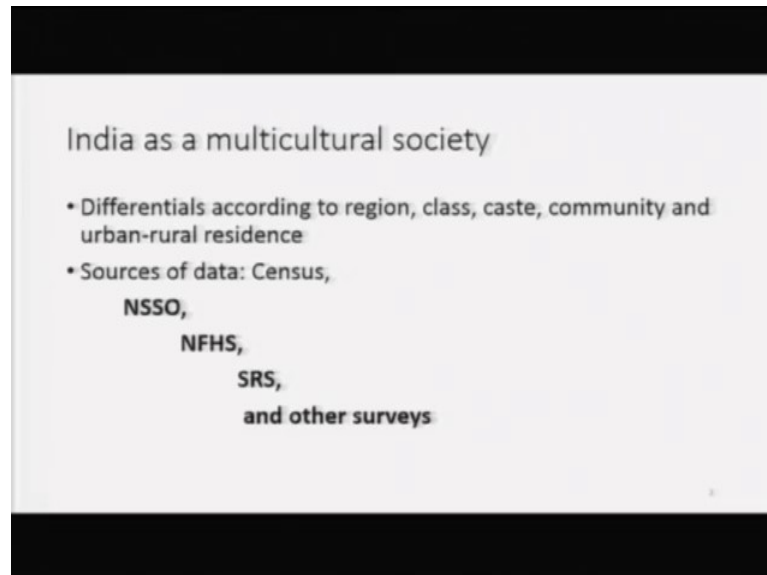 India as a multicultural society
• Differentials according to region, class, caste, community and
urban-rural residence
• Sources of data: Census,
NSSO,
NFHS,
SRS,
and other surveys